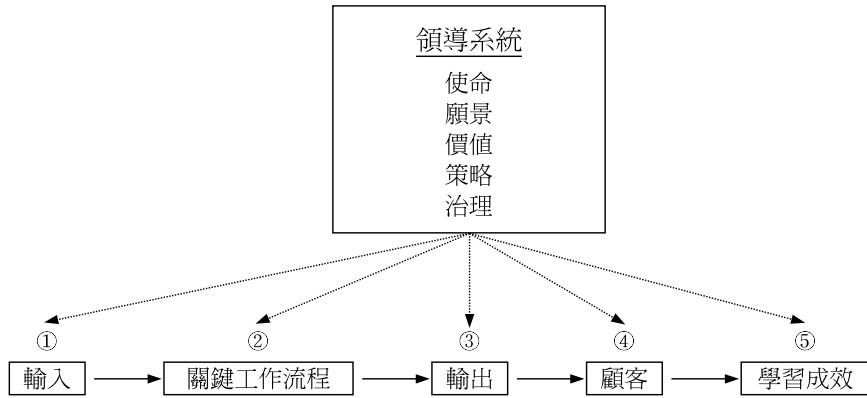 領導系統
使命
願景
價值
策略
治理
① ② ③ ④ ⑤
輸入 關鍵工作流程 輸出 顧客 學習成效